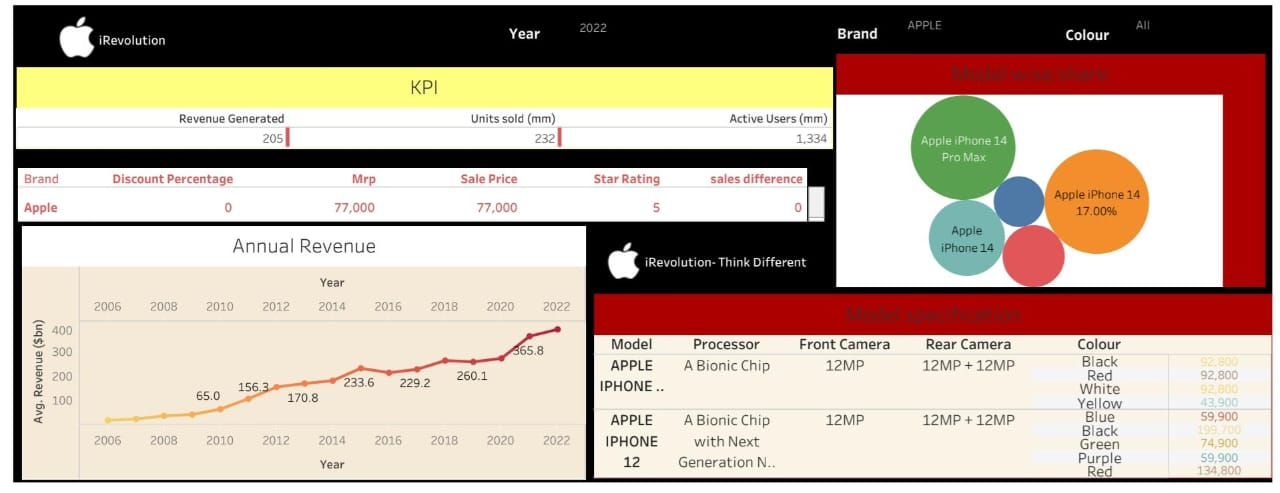 iRevolution
Year 2022
Brand APPLE
Colour All
KPI
Revenue Generated Units sold (mm) Active Users (mm)
205 232 1,334
Brand Discount Percentage Mrp Sale Price Star Rating sales difference
Apple 0 77,000 77,000 5 0
Model wise share
Apple iPhone 14
Pro Max
Apple iPhone 14
17.00%
Apple
iPhone 14
Annual Revenue
Year
2006 2008 2010 2012 2014 2016 2018 2020 2022
Avg. Revenue ($bn)
400
300
200
100
65.0
156.3
170.8
233.6
229.2
260.1
365.8
2006 2008 2010 2012 2014 2016 2018 2020 2022
Year
iRevolution- Think Different
Model specification
Model Processor Front Camera Rear Camera Colour
APPLE A Bionic Chip 12MP 12MP + 12MP Black 92,800
IPHONE .. Red 92,800
White 92,800
Yellow 43,900
APPLE A Bionic Chip 12MP 12MP + 12MP Blue 59,900
IPHONE with Next Black 199,700
12 Generation N.. Green 74,900
Purple 59,900
Red 134,800